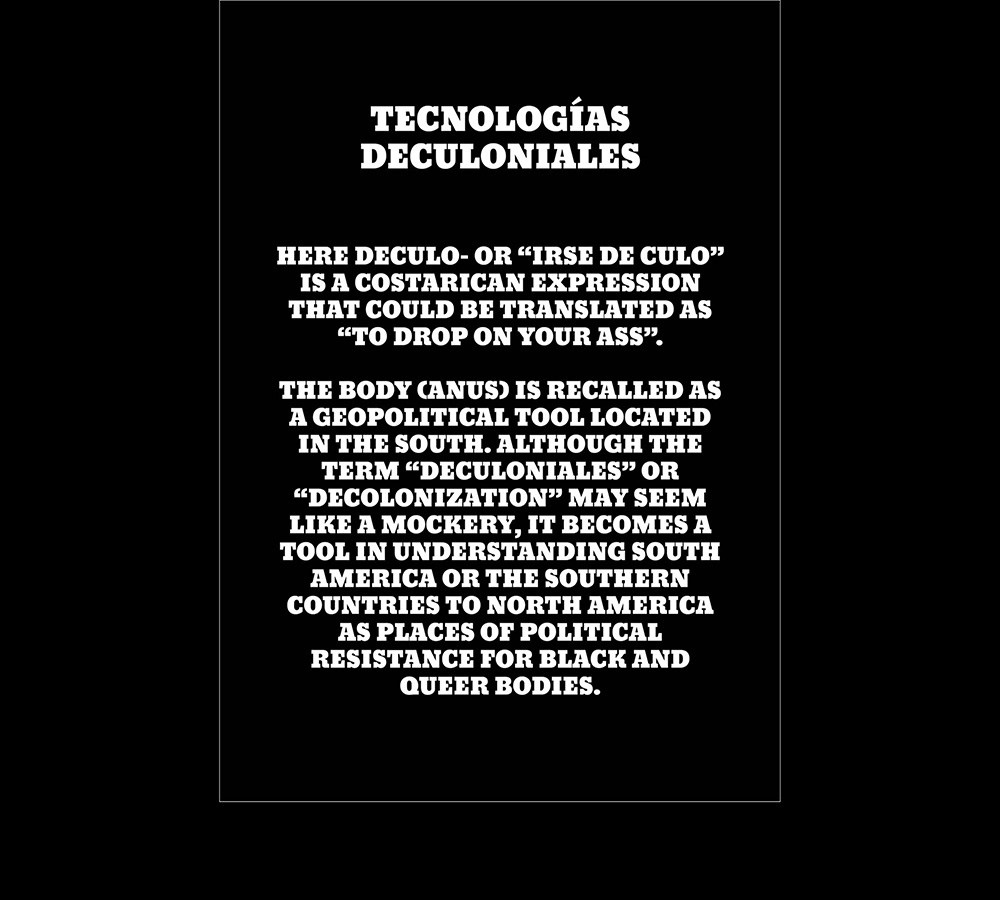 TECNOLOGÍAS
DECULONIALES
HERE DECULO- OR “IRSE DE CULO”
IS A COSTARICAN EXPRESSION
THAT COULD BE TRANSLATED AS
“TO DROP ON YOUR ASS”.
THE BODY (ANUS) IS RECALLED AS
A GEOPOLITICAL TOOL LOCATED
IN THE SOUTH. ALTHOUGH THE
TERM “DECULONIALES” OR
“DECOLONIZATION” MAY SEEM
LIKE A MOCKERY, IT BECOMES A
TOOL IN UNDERSTANDING SOUTH
AMERICA OR THE SOUTHERN
COUNTRIES TO NORTH AMERICA
AS PLACES OF POLITICAL
RESISTANCE FOR BLACK AND
QUEER BODIES.